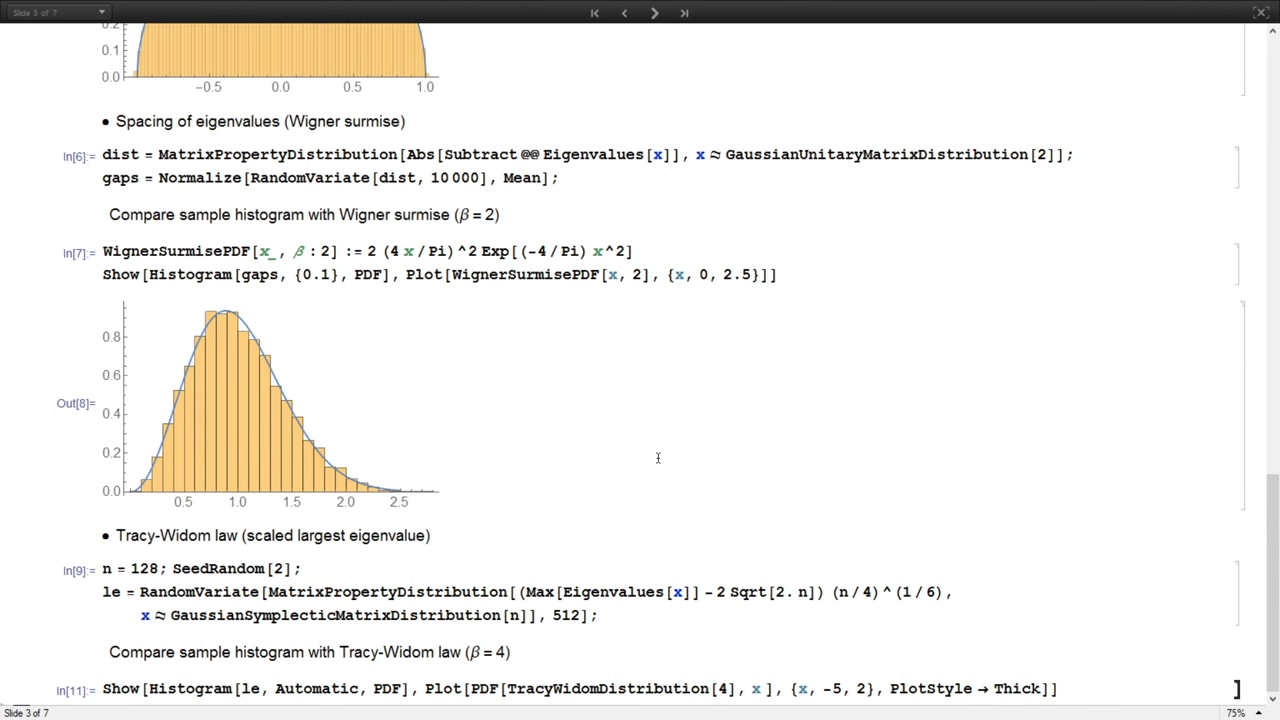 Slide 3 of 7
0.2
0.1
0.0
−0.5 0.0 0.5 1.0
• Spacing of eigenvalues (Wigner surmise)
In[6]:= dist = MatrixPropertyDistribution[Abs[Subtract @@ Eigenvalues[x]], x ≈ GaussianUnitaryMatrixDistribution[2]];
gaps = Normalize[RandomVariate[dist, 10 000], Mean];
Compare sample histogram with Wigner surmise (β = 2)
In[7]:= WignerSurmisePDF[x_, β : 2] := 2 (4 x / Pi) ^ 2 Exp[(-4 / Pi) x ^ 2]
Show[Histogram[gaps, {0.1}, PDF], Plot[WignerSurmisePDF[x, 2], {x, 0, 2.5}]]
0.8
0.6
Out[8]= 0.4
0.2
0.0
0.5 1.0 1.5 2.0 2.5
• Tracy-Widom law (scaled largest eigenvalue)
In[9]:= n = 128; SeedRandom[2];
le = RandomVariate[MatrixPropertyDistribution[(Max[Eigenvalues[x]] - 2 Sqrt[2. n]) (n / 4) ^ (1 / 6),
x ≈ GaussianSymplecticMatrixDistribution[n]], 512];
Compare sample histogram with Tracy-Widom law (β = 4)
In[11]:= Show[Histogram[le, Automatic, PDF], Plot[PDF[TracyWidomDistribution[4], x ], {x, -5, 2}, PlotStyle → Thick]]
Slide 3 of 7 75%